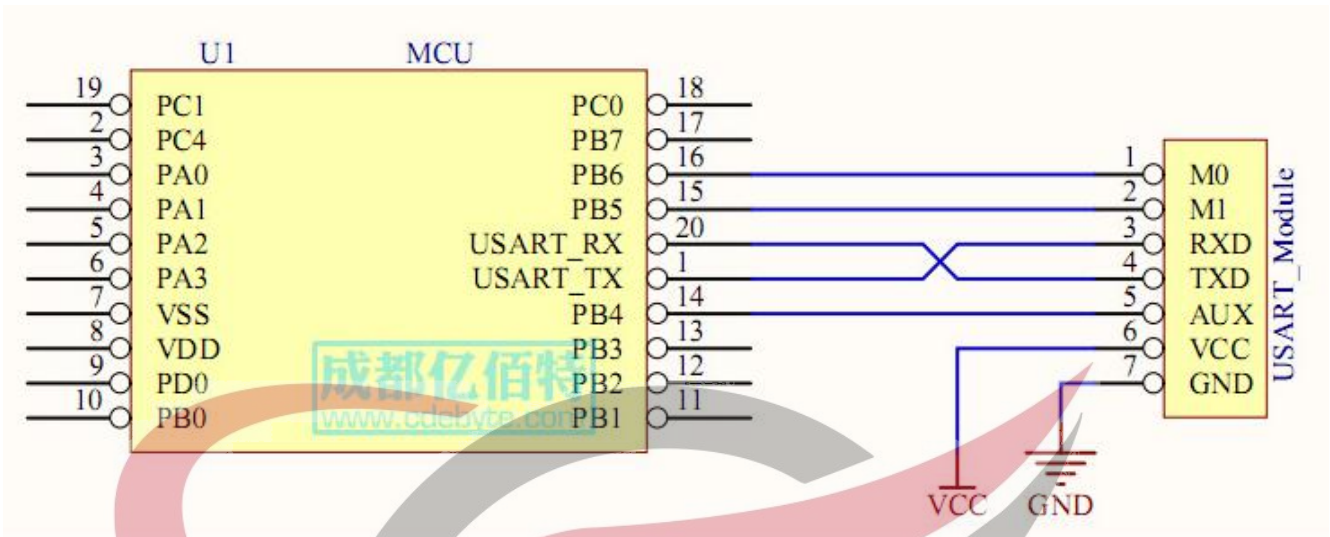 U1 MCU
19 PC1 PC0 18
2 PC4 PB7 17
3 PA0 PB6 16 1 M0
4 PA1 PB5 15 2 M1
5 PA2 USART_RX 20 3 RXD
6 PA3 USART_TX 1 4 TXD
7 VSS PB4 14 5 AUX
8 VDD PB3 13 6 VCC
9 PD0 PB2 12 7 GND
10 PB0 PB1 11
USART_Module
成都亿佰特
www.cdebyte.com
VCC GND